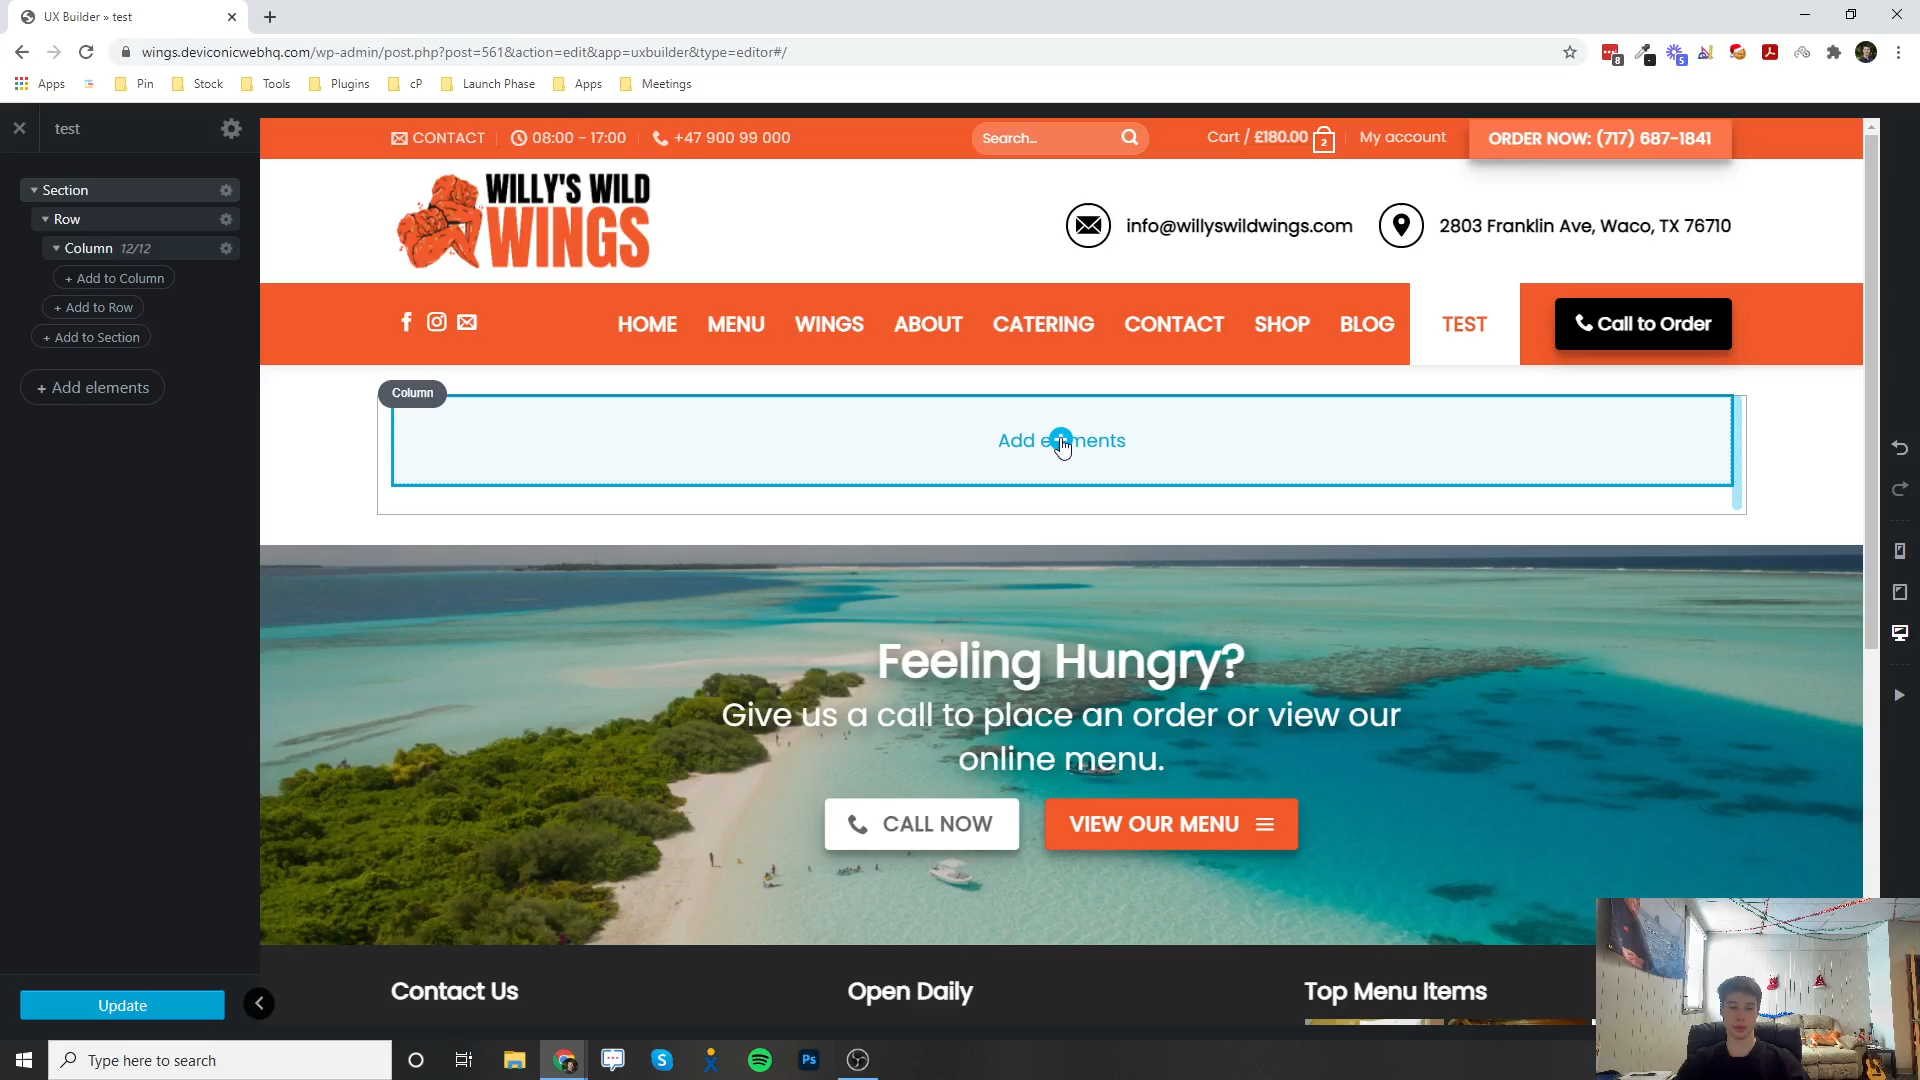 UX Builder » test
wings.deviconicwebhq.com/wp-admin/post.php?post=561&action=edit&app=uxbuilder&type=editor#/
8
5
Apps
Pin
Stock
Tools
Plugins
cP
Launch Phase
Apps
Meetings
test
Section
Row
Column 12/12
+ Add to Column
+ Add to Row
+ Add to Section
+ Add elements
Update
CONTACT
08:00 - 17:00
+47 900 99 000
Search...
Cart / £180.00
2
My account
ORDER NOW: (717) 687-1841
WILLY'S WILD
WINGS
info@willyswildwings.com
2803 Franklin Ave, Waco, TX 76710
HOME
MENU
WINGS
ABOUT
CATERING
CONTACT
SHOP
BLOG
TEST
Call to Order
Column
Add elements
Feeling Hungry?
Give us a call to place an order or view our
online menu.
CALL NOW
VIEW OUR MENU
Contact Us
Open Daily
Top Menu Items
Type here to search
S
Ps